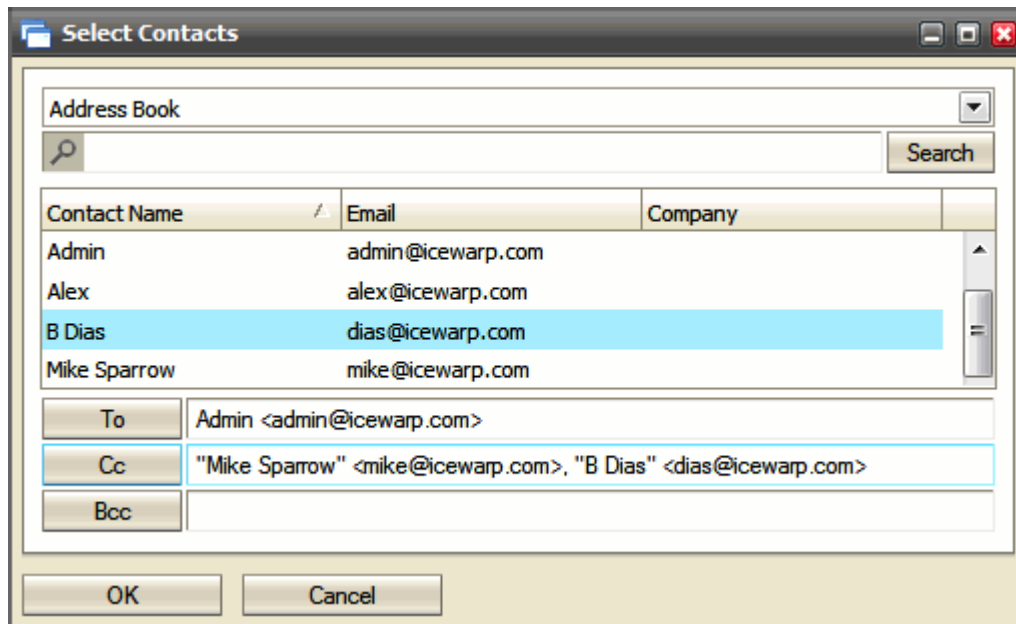 Select Contacts
Address Book
Search
Contact Name Email Company
Admin admin@icewarp.com
Alex alex@icewarp.com
B Dias dias@icewarp.com
Mike Sparrow mike@icewarp.com
To Admin <admin@icewarp.com>
Cc "Mike Sparrow" <mike@icewarp.com>, "B Dias" <dias@icewarp.com>
Bcc
OK Cancel